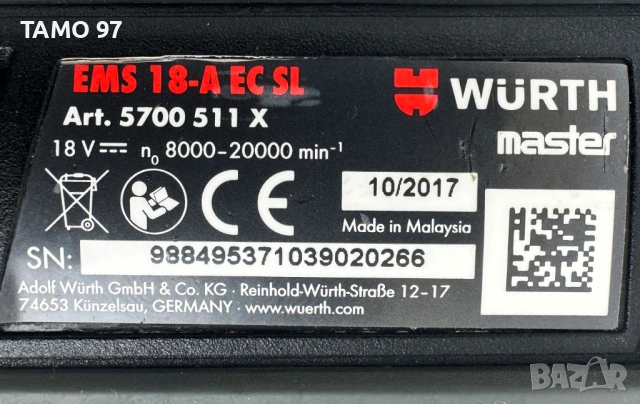 TAMO 97
EMS 18-A EC SL
WÜRTH
master
Art. 5700 511 X
18 V⎓ n₀ 8000-20000 min⁻¹
CE
10/2017
Made in Malaysia
SN: 988495371039020266
Adolf Würth GmbH & Co. KG · Reinhold-Würth-Straße 12-17
74653 Künzelsau, GERMANY · www.wuerth.com
BAZAR